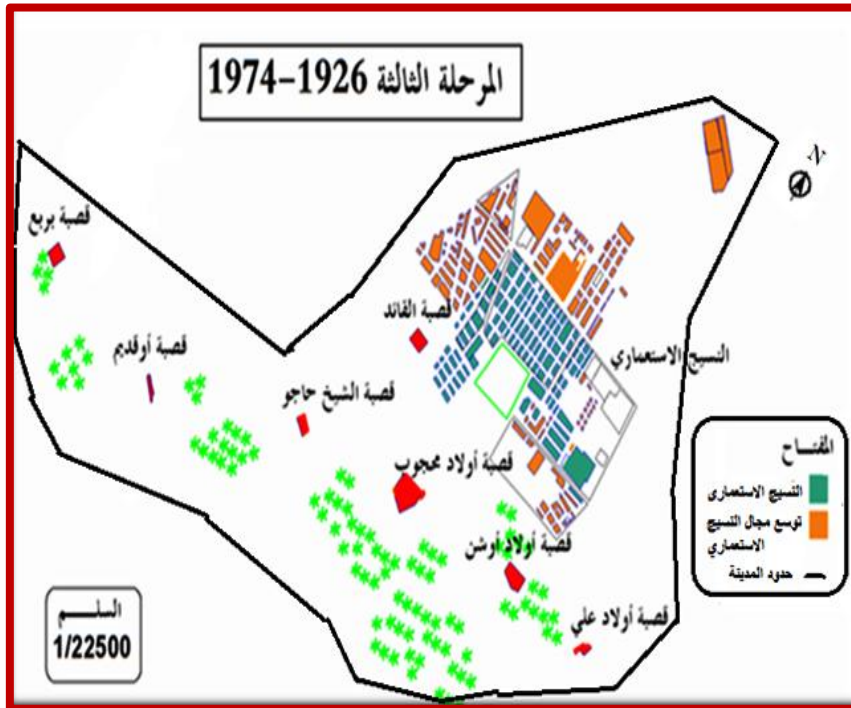 المرحلة الثالثة 1926-1974
N
قصبة بربع
قصبة القائد
قصبة أوقديم
النسيج الاستعماري
قصبة الشيخ حاجو
قصبة أولاد محجوب
قصبة أولاد أوشن
قصبة أولاد علي
المفتاح
النسيج الاستعماري
توسع مجال النسيج
الاستعماري
حدود المدينة
السلم
1/22500